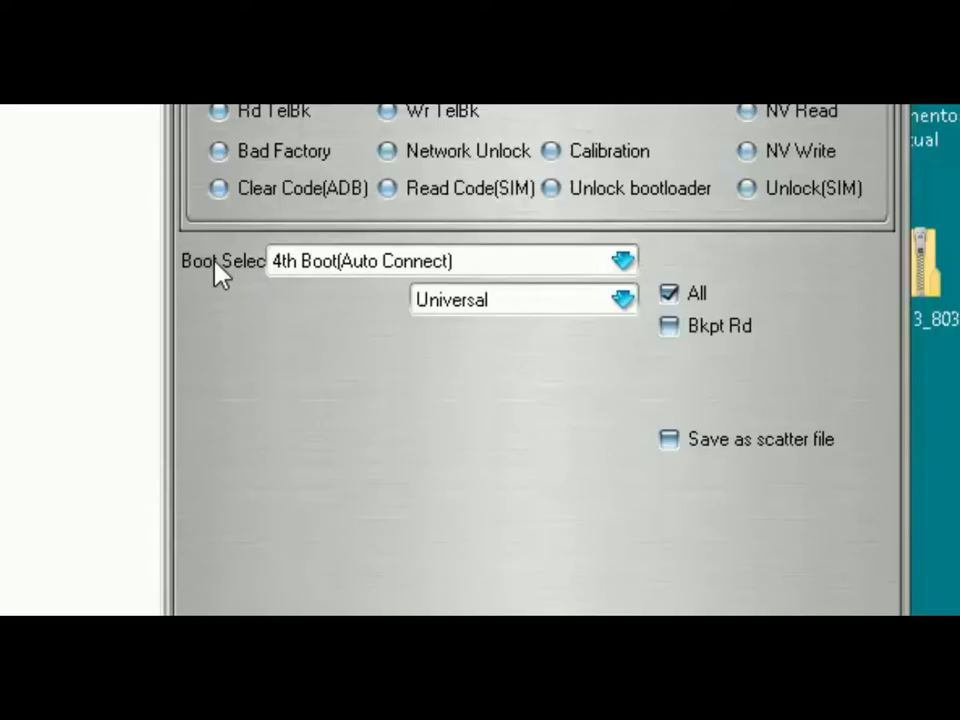 Rd TelBk Wr TelBk NV Read
Bad Factory Network Unlock Calibration NV Write
Clear Code(ADB) Read Code(SIM) Unlock bootloader Unlock(SIM)
Boot Selec 4th Boot(Auto Connect)
Universal All
Bkpt Rd
Save as scatter file
mento
tual
3_803